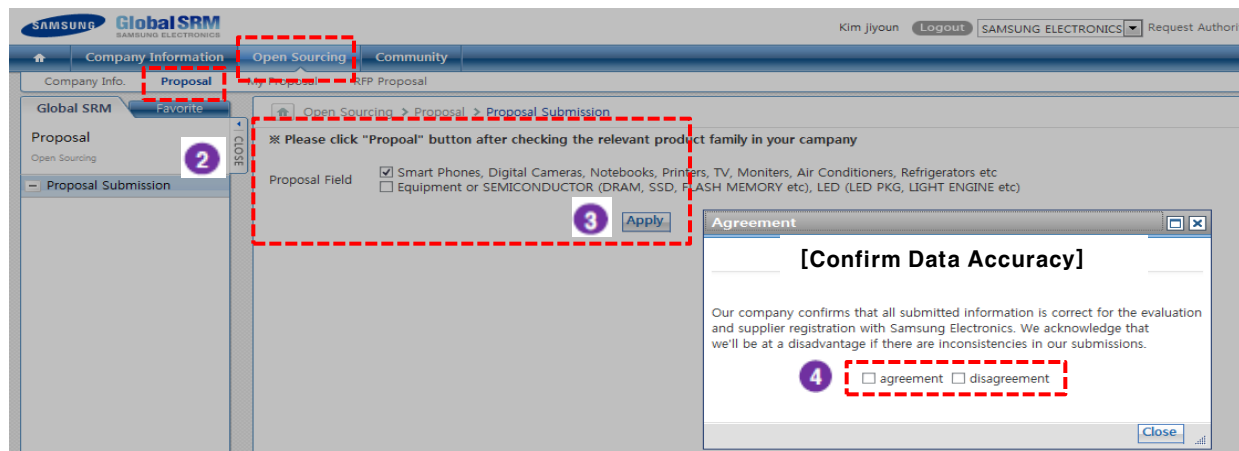 SAMSUNG Global SRM
SAMSUNG ELECTRONICS
Kim jiyoun Logout SAMSUNG ELECTRONICS Request Authori
Company Information Open Sourcing Community
Company Info. Proposal My Proposal RFP Proposal
Global SRM Favorite
CLOSE
Open Sourcing > Proposal > Proposal Submission
Proposal
Open Sourcing
2
Proposal Submission
※ Please click "Propoal" button after checking the relevant product family in your campany
Proposal Field
Smart Phones, Digital Cameras, Notebooks, Printers, TV, Moniters, Air Conditioners, Refrigerators etc
Equipment or SEMICONDUCTOR (DRAM, SSD, FLASH MEMORY etc), LED (LED PKG, LIGHT ENGINE etc)
3 Apply
Agreement
[Confirm Data Accuracy]
Our company confirms that all submitted information is correct for the evaluation
and supplier registration with Samsung Electronics. We acknowledge that
we'll be at a disadvantage if there are inconsistencies in our submissions.
4 agreement disagreement
Close